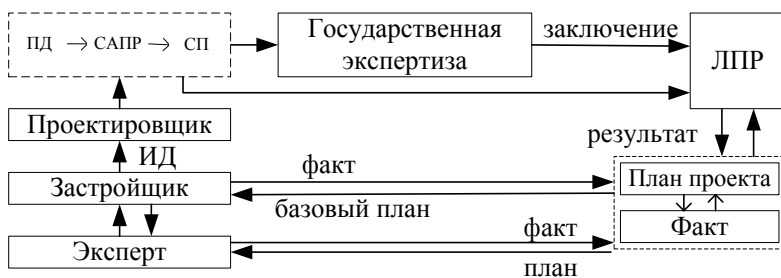 ПД → САПР → СП
Государственная
экспертиза
заключение
ЛПР
Проектировщик
результат
ИД
Застройщик
факт
базовый план
План проекта
Факт
Эксперт
факт
план